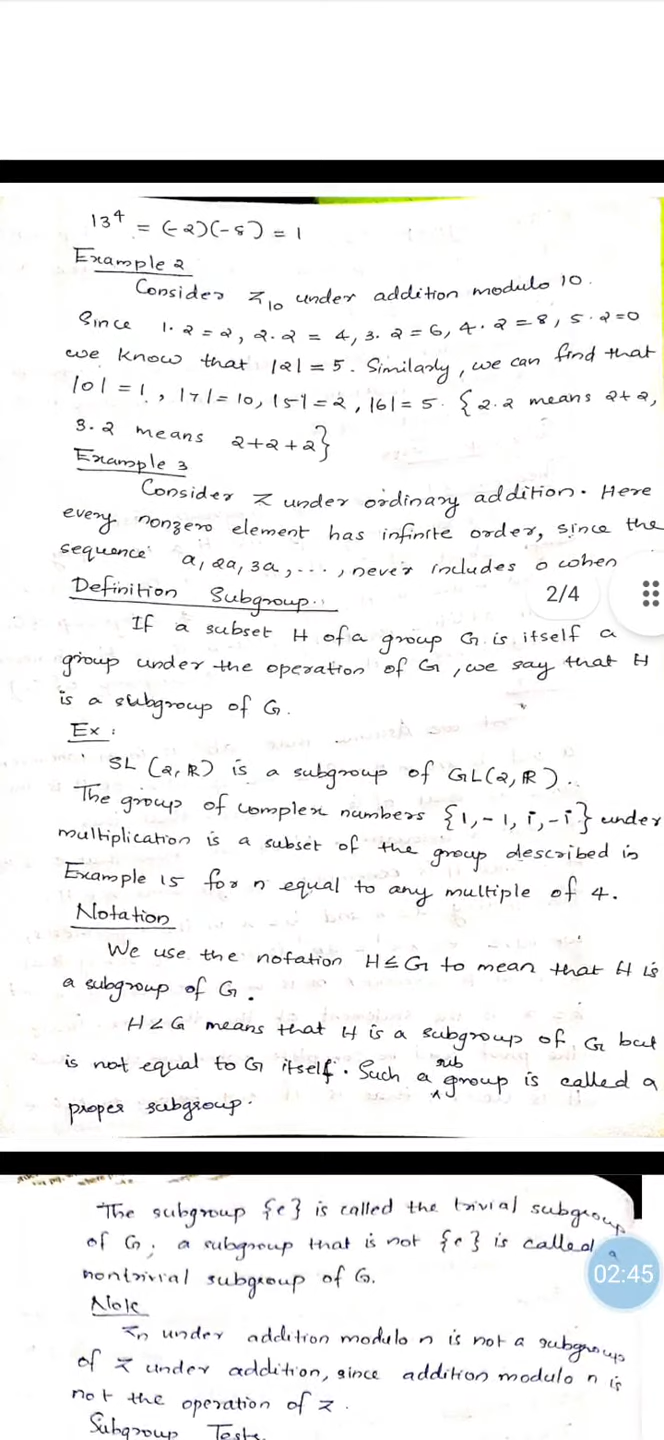 13⁴ = (-2)(-8) = 1
Example 2
Consider Z₁₀ under addition modulo 10.
Since 1·2 = 2, 2·2 = 4, 3·2 = 6, 4·2 = 8, 5·2 = 0
we know that |2| = 5. Similarly, we can find that
|0| = 1, |7| = 10, |5| = 2, |6| = 5. {2·2 means 2+2,
3·2 means 2+2+2}
Example 3
Consider Z under ordinary addition. Here
every nonzero element has infinite order, since the
sequence a, 2a, 3a, ..., never includes 0 when
2/4
Definition Subgroup.
If a subset H of a group G is itself a
group under the operation of G, we say that H
is a subgroup of G.
Ex:
SL(2,ℝ) is a subgroup of GL(2,ℝ).
The group of complex numbers {1, -1, i, -i} under
multiplication is a subset of the group described in
Example 15 for n equal to any multiple of 4.
Notation
We use the notation H≤G to mean that H is
a subgroup of G.
H<G means that H is a subgroup of G but
is not equal to G itself. Such a subgroup is called a
proper subgroup.
The subgroup {e} is called the trivial subgroup
of G; a subgroup that is not {e} is called a
nontrivial subgroup of G.
02:45
Note
Zn under addition modulo n is not a subgroup
of Z under addition, since addition modulo n is
not the operation of Z.
Subgroup Tests